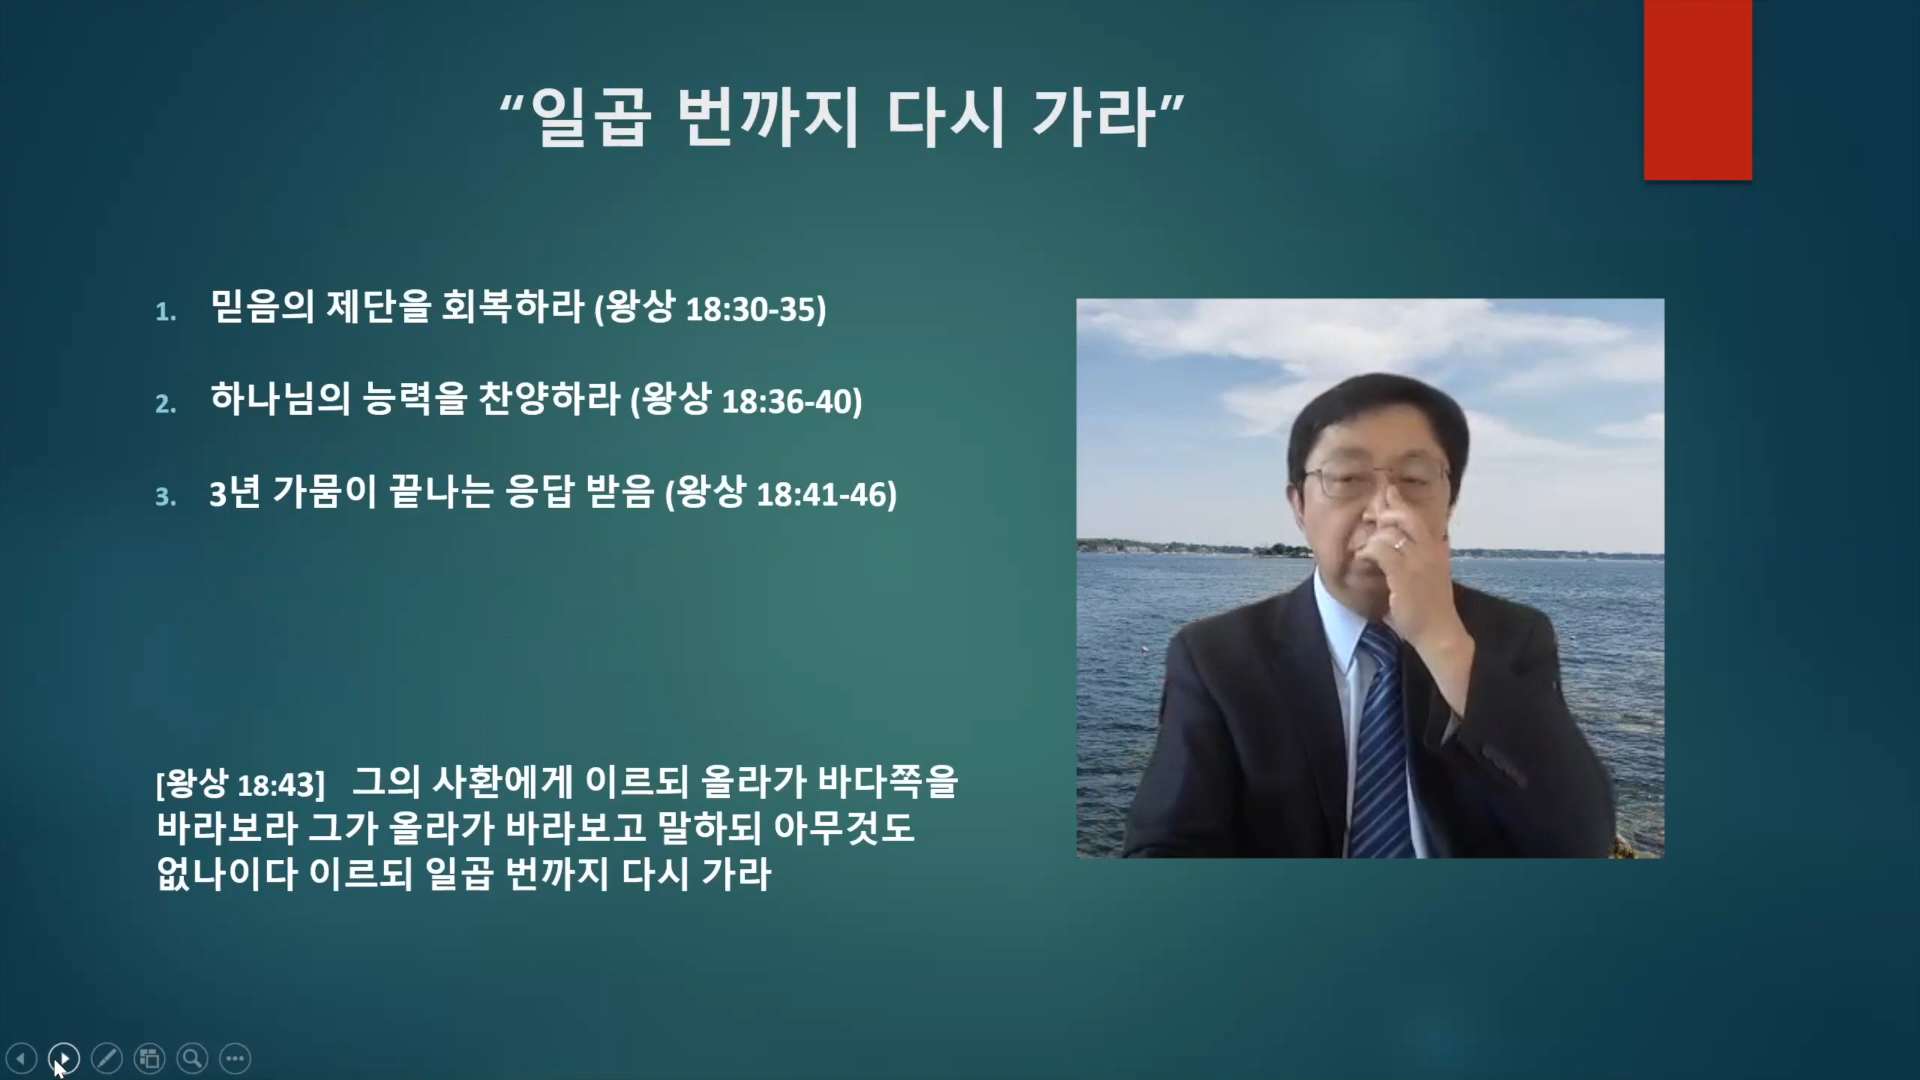 “일곱 번까지 다시 가라”
1. 믿음의 제단을 회복하라 (왕상 18:30-35)
2. 하나님의 능력을 찬양하라 (왕상 18:36-40)
3. 3년 가뭄이 끝나는 응답 받음 (왕상 18:41-46)
[왕상 18:43] 그의 사환에게 이르되 올라가 바다쪽을
바라보라 그가 올라가 바라보고 말하되 아무것도
없나이다 이르되 일곱 번까지 다시 가라